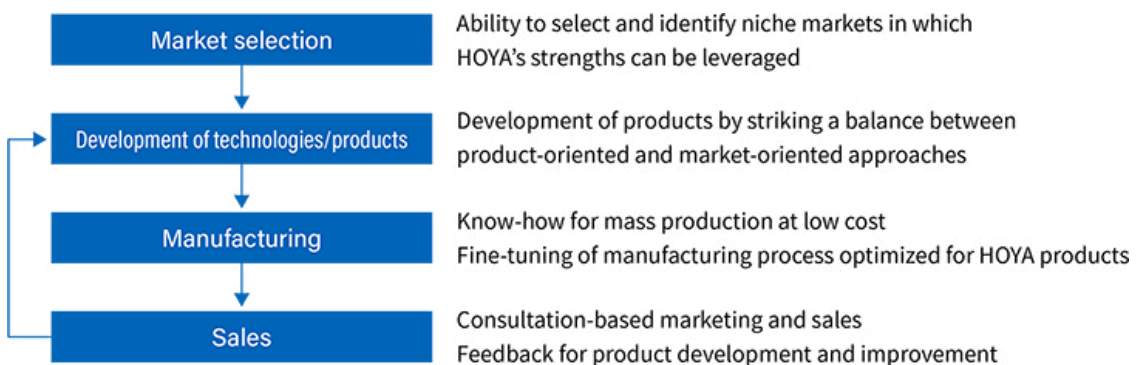 Market selection
Ability to select and identify niche markets in which
HOYA’s strengths can be leveraged
Development of technologies/products
Development of products by striking a balance between
product-oriented and market-oriented approaches
Manufacturing
Know-how for mass production at low cost
Fine-tuning of manufacturing process optimized for HOYA products
Sales
Consultation-based marketing and sales
Feedback for product development and improvement